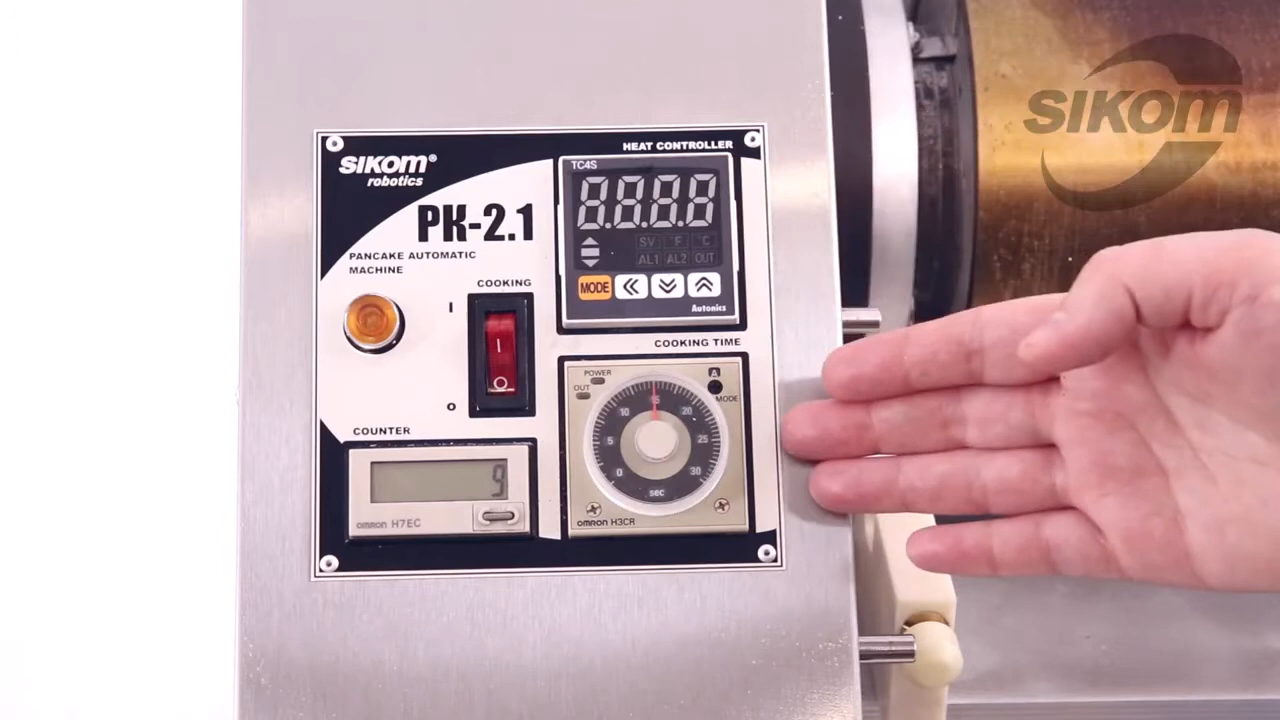 SIKOM
SIKOM®
robotics
РК-2.1
PANCAKE AUTOMATIC
MACHINE
HEAT CONTROLLER
TC4S
8.8.8.8
SV °F °C
AL1 AL2 OUT
MODE
Autonics
COOKING
I
I
O
O
COOKING TIME
POWER
OUT
A
MODE
0
5
10
15
20
25
30
sec
OMRON H3CR
COUNTER
9
OMRON H7EC